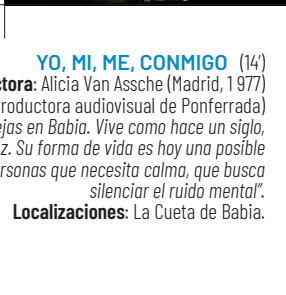 YO, MI, ME, CONMIGO (14')
ctora: Alicia Van Assche (Madrid, 1977)
roductora audiovisual de Ponferrada)
ejas en Babia. Vive como hace un siglo,
z. Su forma de vida es hoy una posible
ersonas que necesita calma, que busca
silenciar el ruido mental”.
Localizaciones: La Cueta de Babia.